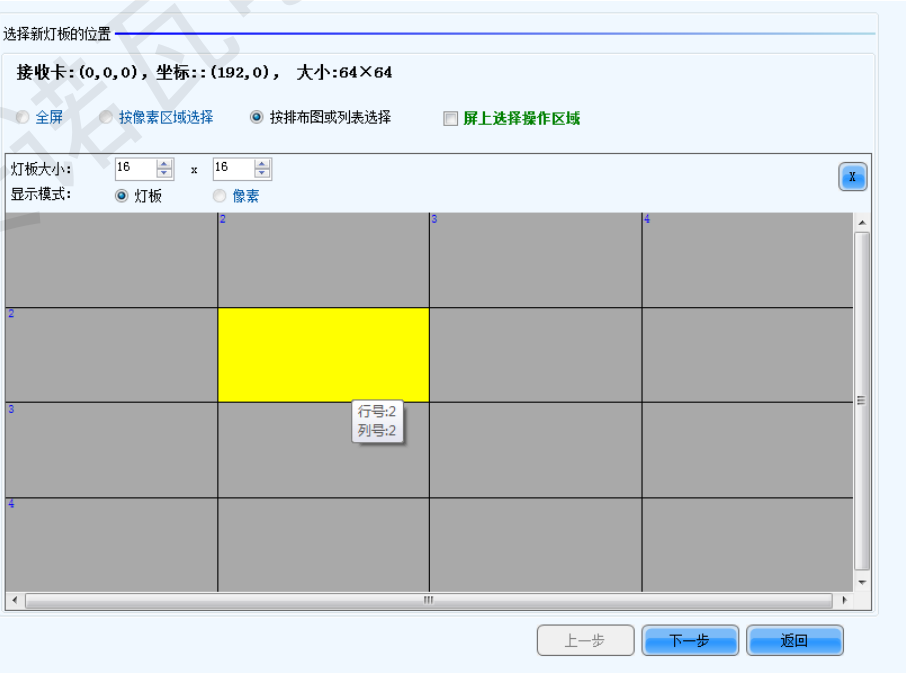 选择新灯板的位置
接收卡:(0,0,0), 坐标::(192,0), 大小:64×64
全屏 按像素区域选择 按排布图或列表选择 屏上选择操作区域
灯板大小: 16 x 16 X
显示模式: 灯板 像素
2 3 4
2
行号:2
列号:2
3
4
上一步 下一步 返回